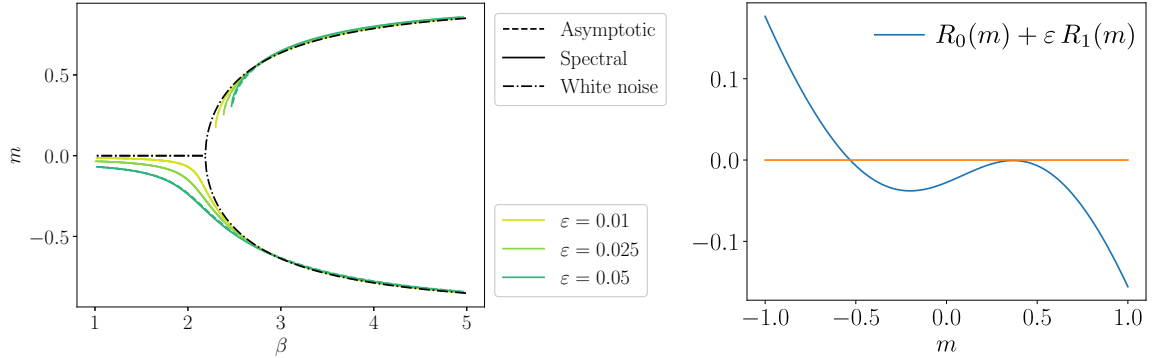 0.5
0.0
−0.5
m
1
2
3
4
5
β
Asymptotic
Spectral
White noise
ε = 0.01
ε = 0.025
ε = 0.05
R₀(m) + ε R₁(m)
0.1
0.0
−0.1
−1.0
−0.5
0.0
0.5
1.0
m